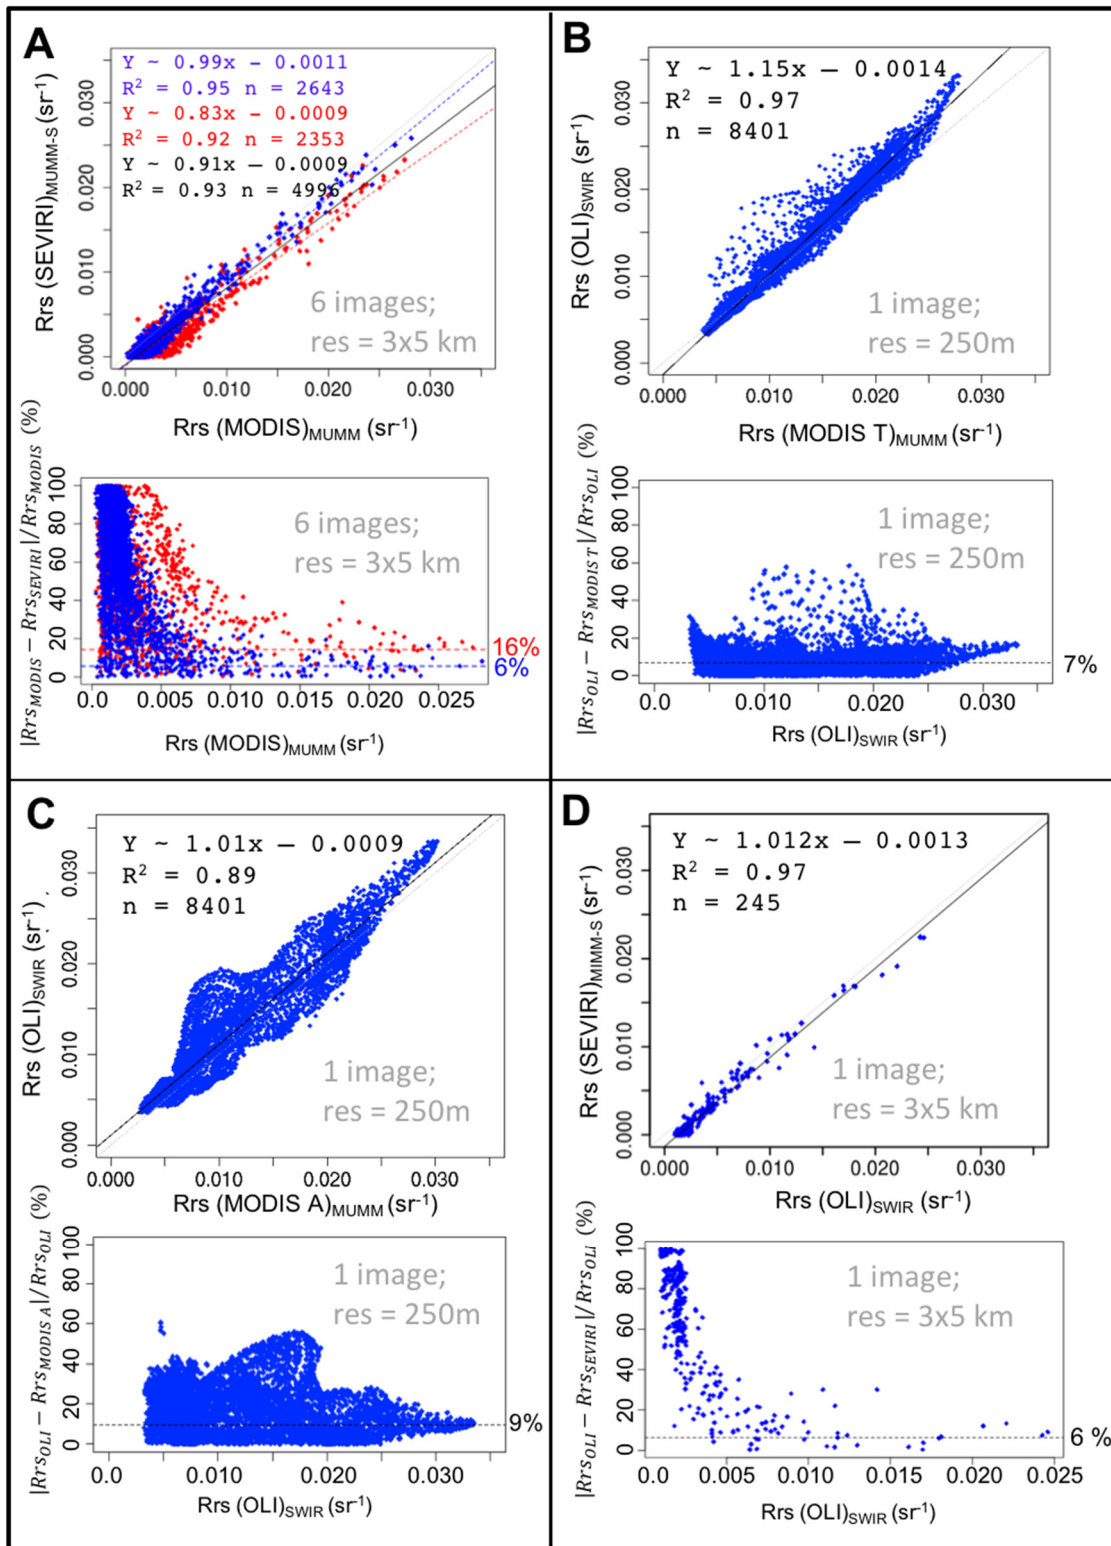 A
Y ~ 0.99x − 0.0011
R² = 0.95 n = 2643
Y ~ 0.83x − 0.0009
R² = 0.92 n = 2353
Y ~ 0.91x − 0.0009
R² = 0.93 n = 4996
6 images;
res = 3x5 km
Rrs (SEVIRI)MUMM-S (sr-1)
0.000 0.010 0.020 0.030
0.000 0.010 0.020 0.030
Rrs (MODIS)MUMM (sr-1)
|RrsMODIS − RrsSEVIRI|/RrsMODIS (%)
0 20 40 60 80 100
6 images;
res = 3x5 km
16%
6%
0.0 0.005 0.010 0.015 0.020 0.025
Rrs (MODIS)MUMM (sr-1)
B
Y ~ 1.15x − 0.0014
R² = 0.97
n = 8401
1 image;
res = 250m
Rrs (OLI)SWIR (sr-1)
0.000 0.010 0.020 0.030
0.000 0.010 0.020 0.030
Rrs (MODIS T)MUMM (sr-1)
|RrsOLI − RrsMODIS T|/RrsOLI (%)
0 20 40 60 80 100
1 image;
res = 250m
7%
0.0 0.010 0.020 0.030
Rrs (OLI)SWIR (sr-1)
C
Y ~ 1.01x − 0.0009
R² = 0.89
n = 8401
1 image;
res = 250m
Rrs (OLI)SWIR (sr-1)
0.000 0.010 0.020 0.030
0.000 0.010 0.020 0.030
Rrs (MODIS A)MUMM (sr-1)
|RrsOLI − RrsMODIS A|/RrsOLI (%)
0 20 40 60 80 100
1 image;
res = 250m
9%
0.0 0.010 0.020 0.030
Rrs (OLI)SWIR (sr-1)
D
Y ~ 1.012x − 0.0013
R² = 0.97
n = 245
1 image;
res = 3x5 km
Rrs (SEVIRI)MIMM-S (sr-1)
0.000 0.010 0.020 0.030
0.000 0.010 0.020 0.030
Rrs (OLI)SWIR (sr-1)
|RrsOLI − RrsSEVIRI|/RrsOLI (%)
0 20 40 60 80 100
1 image;
res = 3x5 km
6 %
0.0 0.005 0.010 0.015 0.020 0.025
Rrs (OLI)SWIR (sr-1)